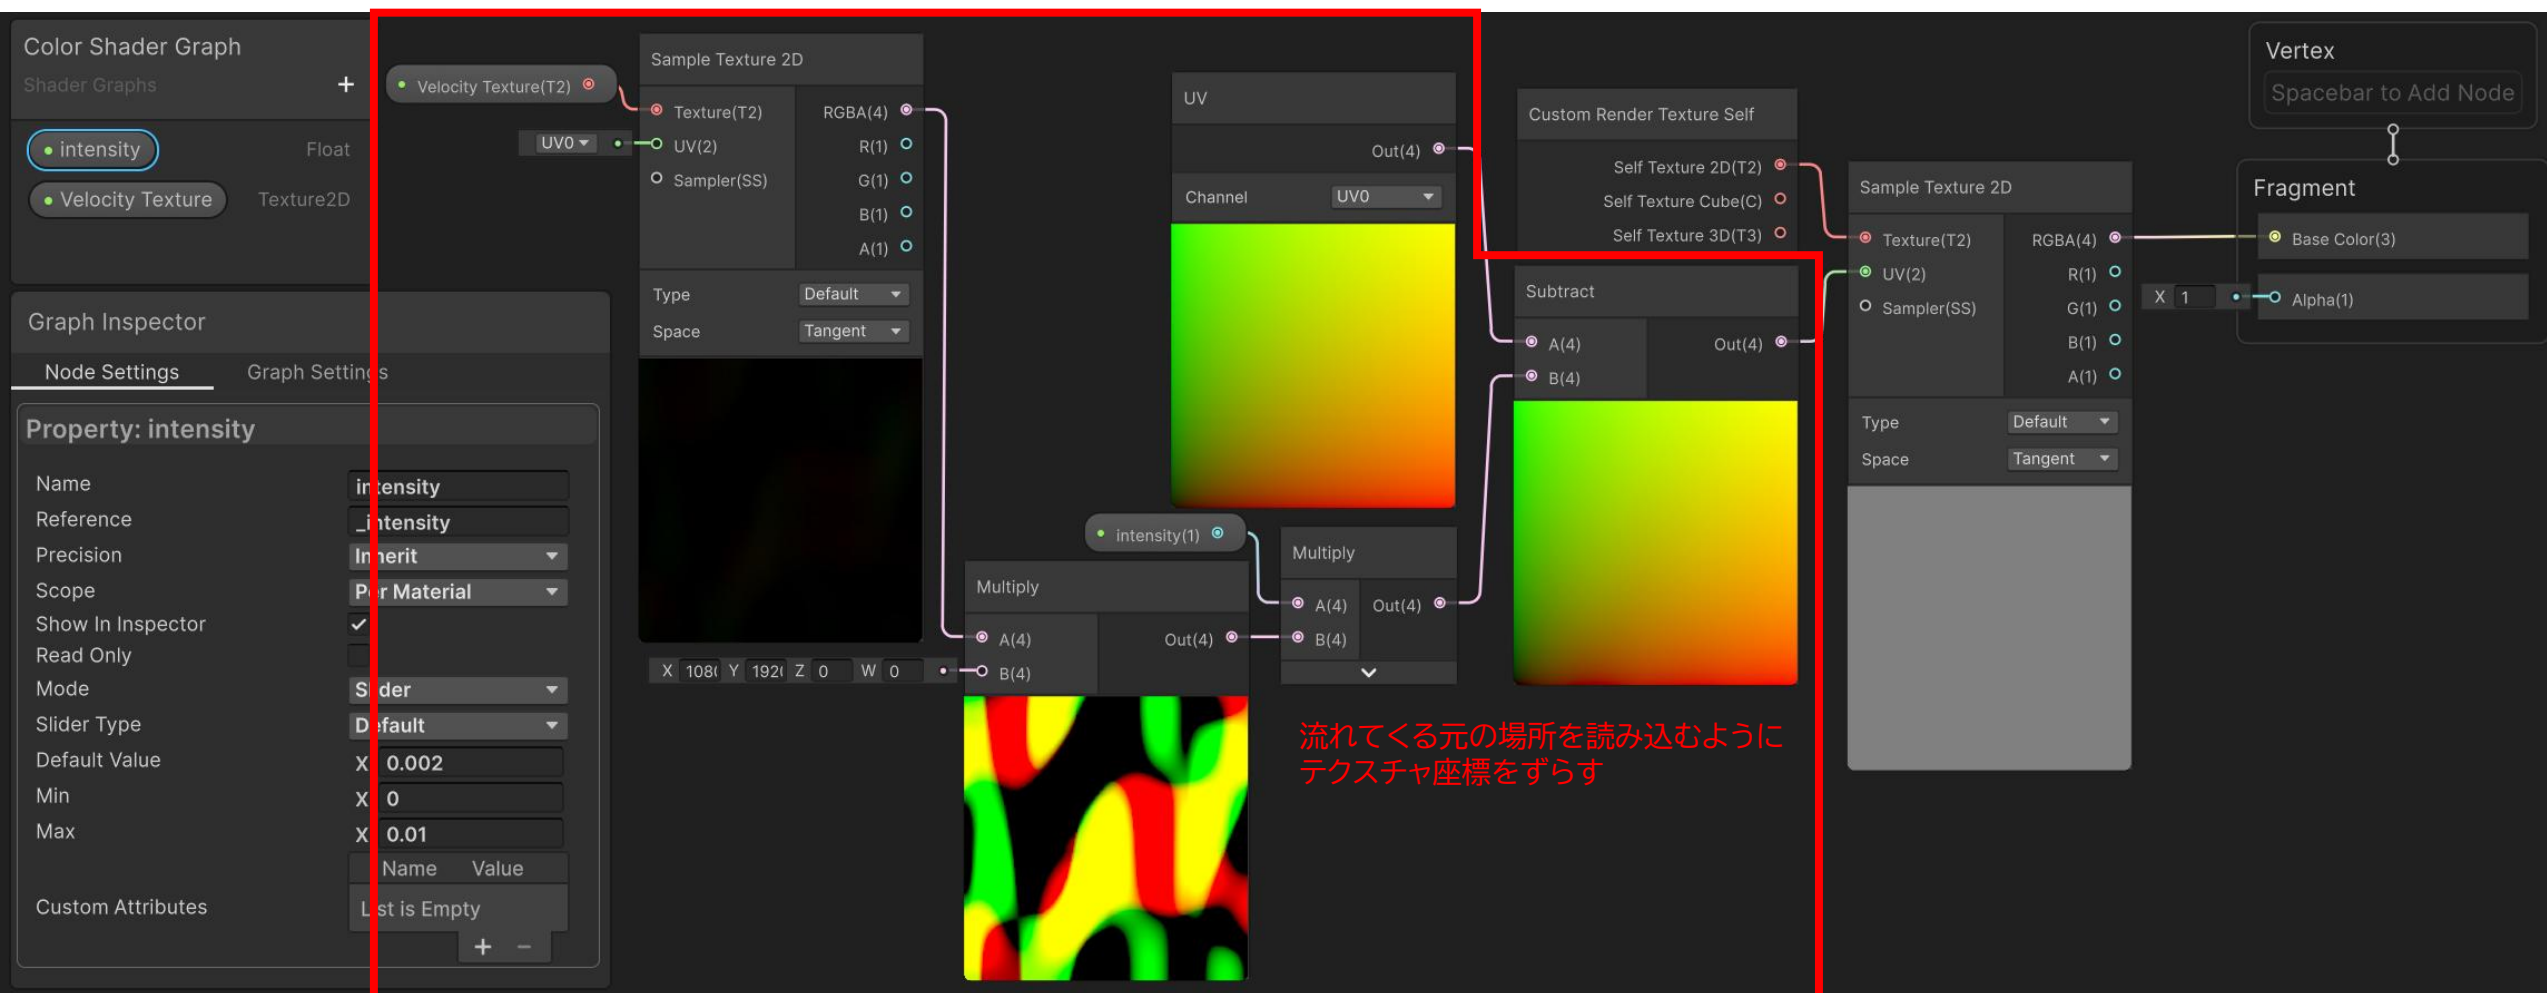 Color Shader Graph
Shader Graphs
+
intensity Float
Velocity Texture Texture2D
Graph Inspector
Node Settings Graph Settings
Property: intensity
Name intensity
Reference _intensity
Precision Inherit
Scope Per Material
Show In Inspector
Read Only
Mode Slider
Slider Type Default
Default Value X 0.002
Min X 0
Max X 0.01
Name Value
Custom Attributes List is Empty
+ −
Velocity Texture(T2)
UV0
Sample Texture 2D
Texture(T2) RGBA(4)
UV(2) R(1)
Sampler(SS) G(1)
B(1)
A(1)
Type Default
Space Tangent
X 108 Y 192 Z 0 W 0
Multiply
A(4) Out(4)
B(4)
UV
Out(4)
Channel UV0
intensity(1)
Multiply
A(4) Out(4)
B(4)
Custom Render Texture Self
Self Texture 2D(T2)
Self Texture Cube(C)
Self Texture 3D(T3)
Subtract
A(4) Out(4)
B(4)
流れてくる元の場所を読み込むように
テクスチャ座標をずらす
Sample Texture 2D
Texture(T2) RGBA(4)
UV(2) R(1)
Sampler(SS) G(1)
B(1)
A(1)
Type Default
Space Tangent
Vertex
Spacebar to Add Node
Fragment
Base Color(3)
X 1 Alpha(1)